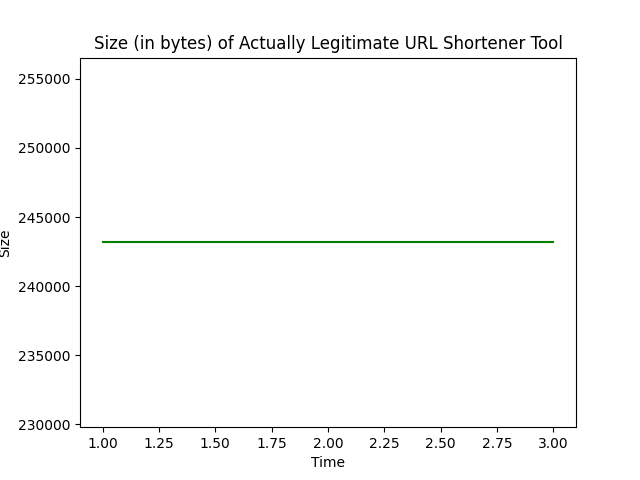 Size (in bytes) of Actually Legitimate URL Shortener Tool
255000
250000
245000
240000
235000
230000
Size
1.00 1.25 1.50 1.75 2.00 2.25 2.50 2.75 3.00
Time